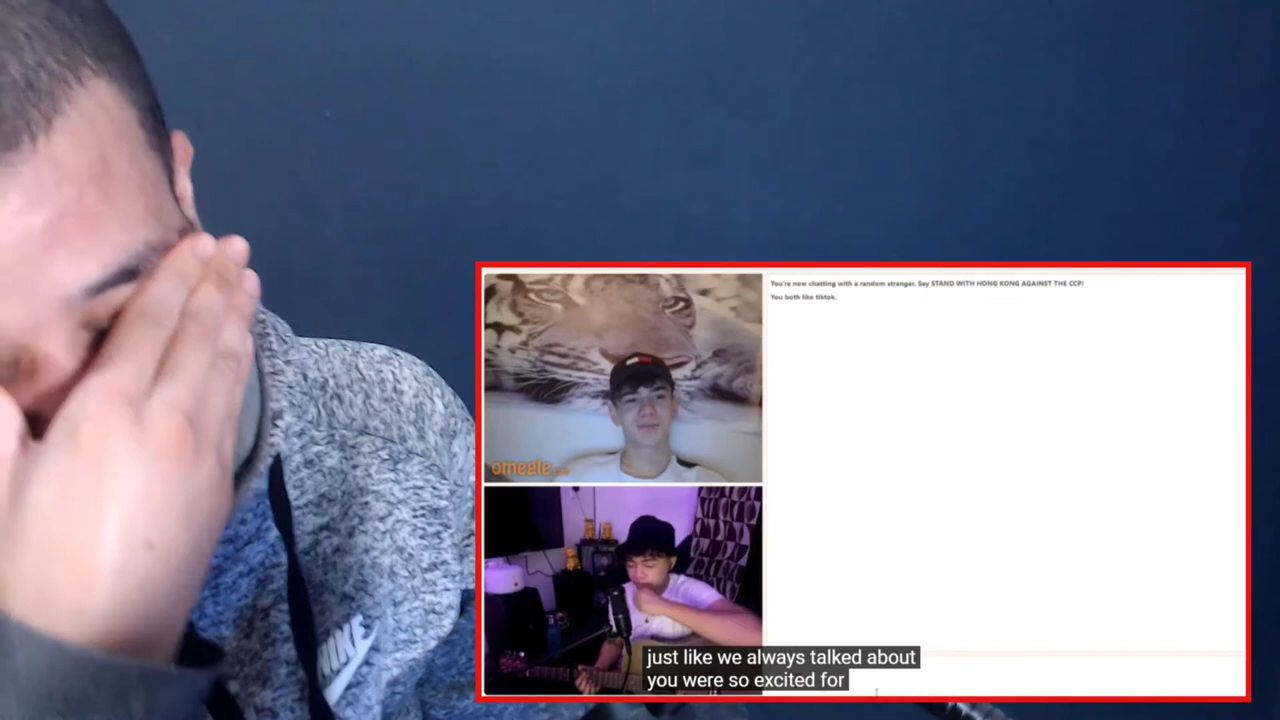 You're now chatting with a random stranger. Say STAND WITH HONG KONG AGAINST THE CCP!
You both like tiktok.
omegle
NIKE
just like we always talked about
you were so excited for